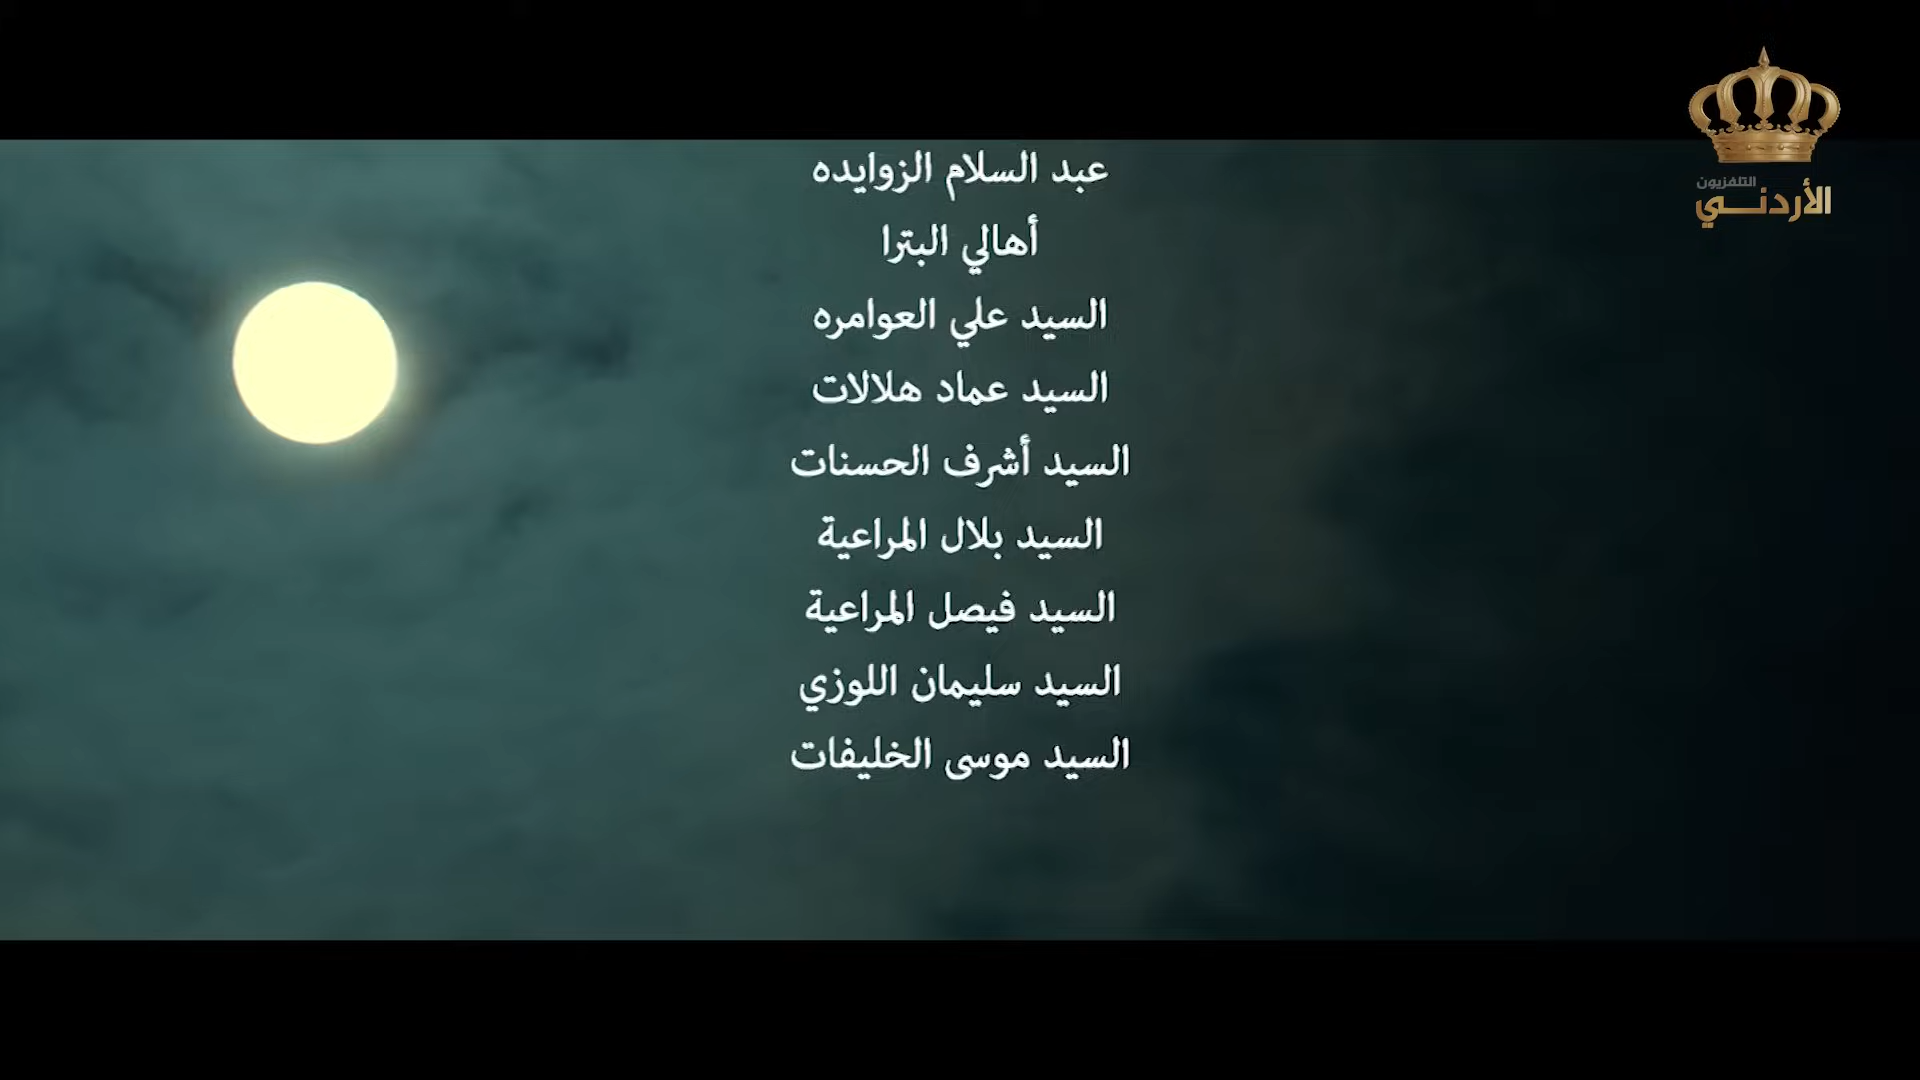 التلفزيون
الأردني
عبد السلام الزوايده
أهالي البترا
السيد علي العوامره
السيد عماد هلالات
السيد أشرف الحسنات
السيد بلال المراعية
السيد فيصل المراعية
السيد سليمان اللوزي
السيد موسى الخليفات